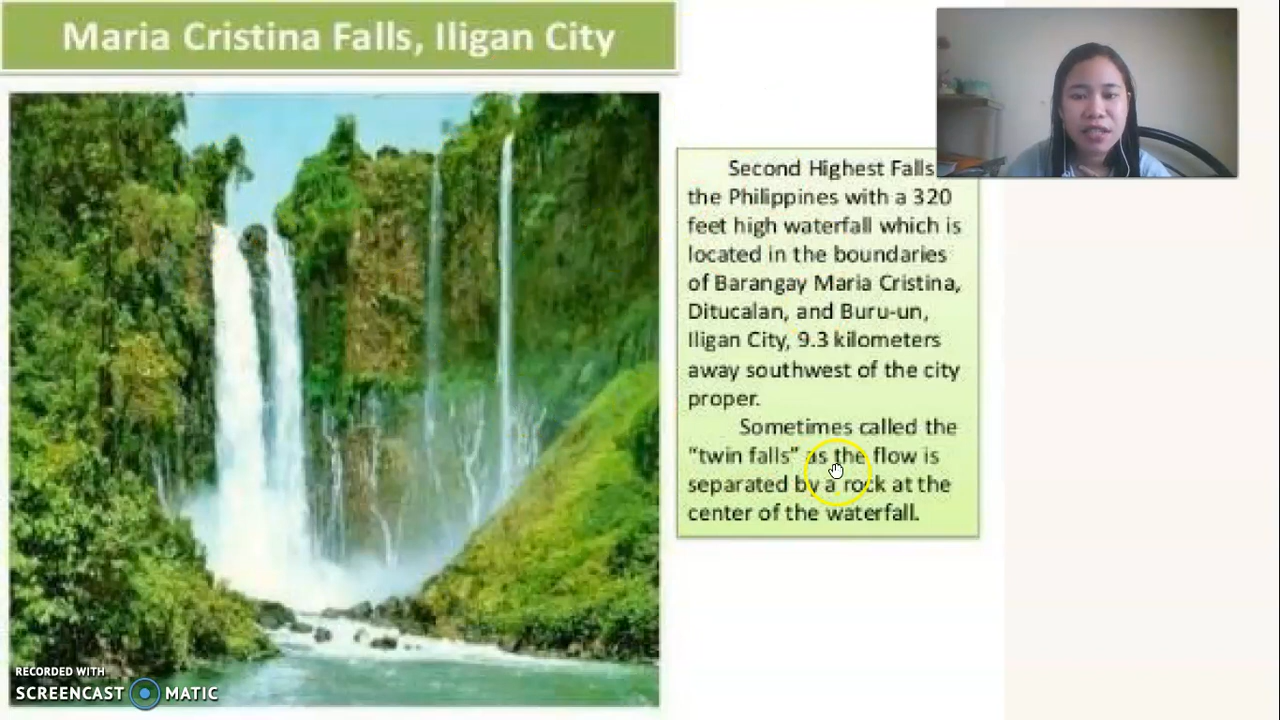 Maria Cristina Falls, Iligan City
Second Highest Falls
the Philippines with a 320
feet high waterfall which is
located in the boundaries
of Barangay Maria Cristina,
Ditucalan, and Buru-un,
Iligan City, 9.3 kilometers
away southwest of the city
proper.
Sometimes called the
“twin falls” as the flow is
separated by a rock at the
center of the waterfall.
RECORDED WITH
SCREENCAST MATIC